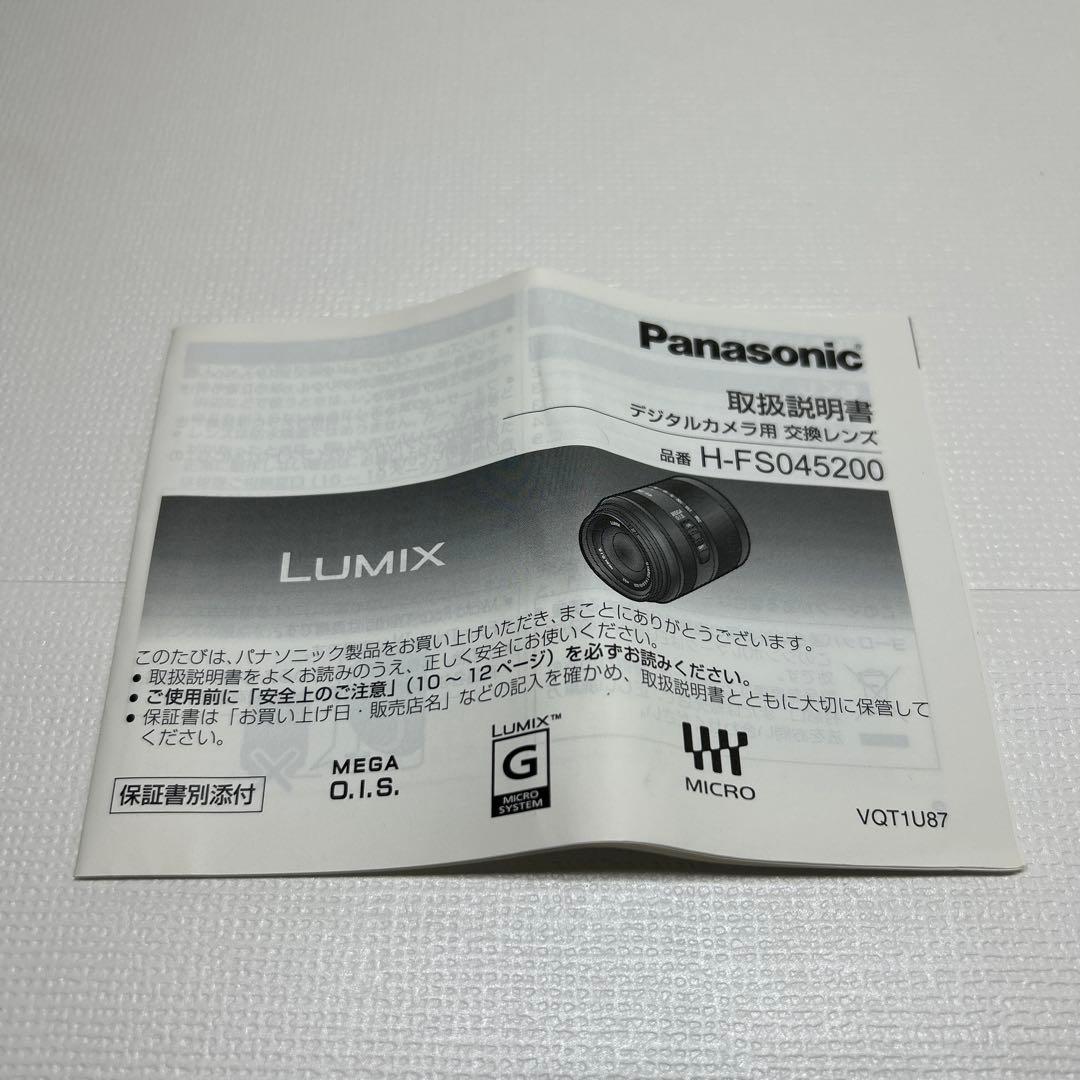 Panasonic®
取扱説明書
デジタルカメラ用 交換レンズ
品番 H-FS045200
LUMIX
このたびは、パナソニック製品をお買い上げいただき、まことにありがとうございます。
● 取扱説明書をよくお読みのうえ、正しく安全にお使いください。
● ご使用前に「安全上のご注意」(10～12ページ)を必ずお読みください。
● 保証書は「お買い上げ日・販売店名」などの記入を確かめ、取扱説明書とともに大切に保管して
ください。
保証書別添付
MEGA
O.I.S.
LUMIX™
G
MICRO
SYSTEM
MICRO
VQT1U87